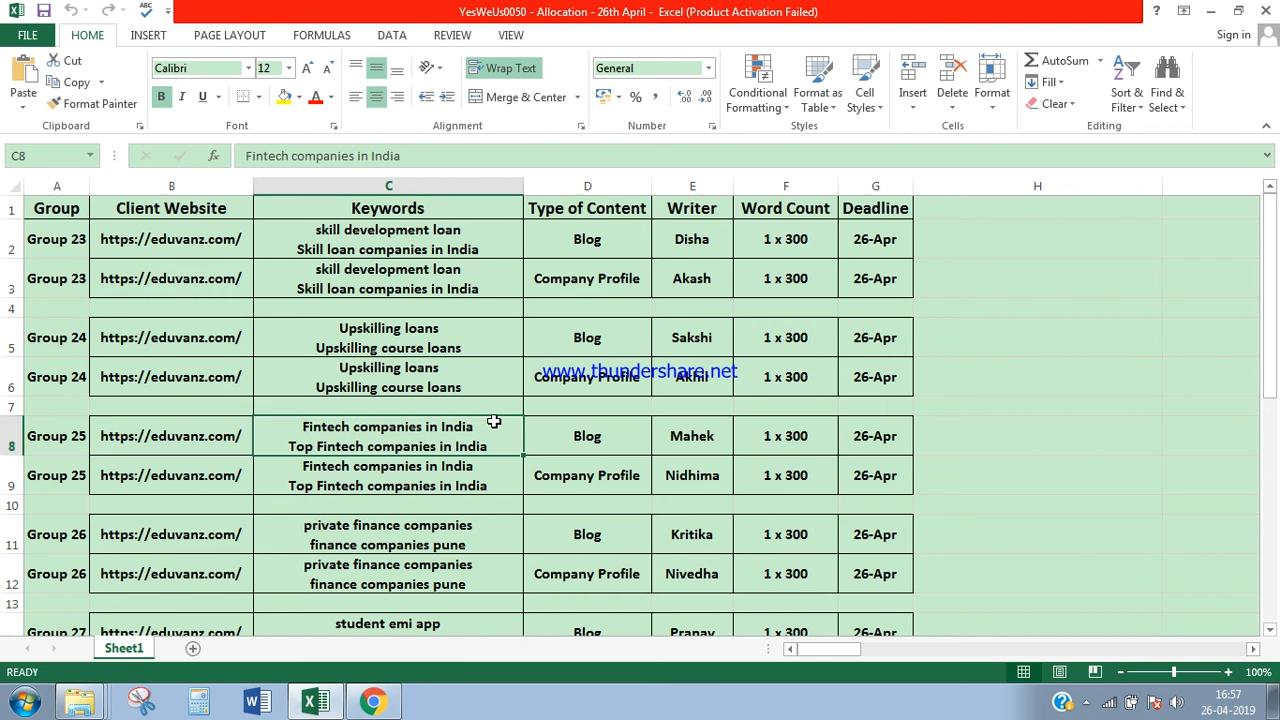 YesWeUs0050 - Allocation - 26th April - Excel (Product Activation Failed)
FILE HOME INSERT PAGE LAYOUT FORMULAS DATA REVIEW VIEW Sign in
Paste
Cut
Copy
Format Painter
Clipboard
Calibri 12
B I U
Font
Wrap Text
Merge & Center
Alignment
General
Number
Conditional Formatting
Format as Table
Cell Styles
Styles
Insert Delete Format
Cells
AutoSum
Fill
Clear
Sort & Filter
Find & Select
Editing
C8 fx Fintech companies in India
A B C D E F G H
1 Group Client Website Keywords Type of Content Writer Word Count Deadline
2 Group 23 https://eduvanz.com/ skill development loan
Skill loan companies in India Blog Disha 1 x 300 26-Apr
3 Group 23 https://eduvanz.com/ skill development loan
Skill loan companies in India Company Profile Akash 1 x 300 26-Apr
4
5 Group 24 https://eduvanz.com/ Upskilling loans
Upskilling course loans Blog Sakshi 1 x 300 26-Apr
www.thundershare.net
6 Group 24 https://eduvanz.com/ Upskilling loans
Upskilling course loans Company Profile Akhil 1 x 300 26-Apr
7
8 Group 25 https://eduvanz.com/ Fintech companies in India
Top Fintech companies in India Blog Mahek 1 x 300 26-Apr
9 Group 25 https://eduvanz.com/ Fintech companies in India
Top Fintech companies in India Company Profile Nidhima 1 x 300 26-Apr
10
11 Group 26 https://eduvanz.com/ private finance companies
finance companies pune Blog Kritika 1 x 300 26-Apr
12 Group 26 https://eduvanz.com/ private finance companies
finance companies pune Company Profile Nivedha 1 x 300 26-Apr
13
Group 27 https://eduvanz.com/ student emi app Blog Pranav 1 x 300 26-Apr
Sheet1
READY 100%
16:57
26-04-2019